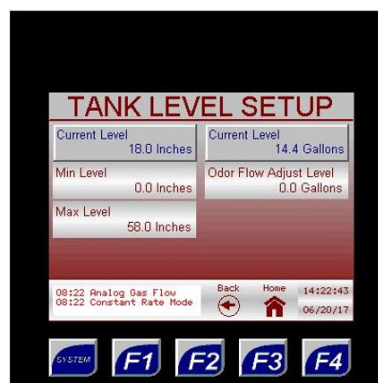 TANK LEVEL SETUP
Current Level
18.0 Inches
Current Level
14.4 Gallons
Min Level
0.0 Inches
Odor Flow Adjust Level
0.0 Gallons
Max Level
58.0 Inches
08:22 Analog Gas Flow
08:22 Constant Rate Mode
Back
Home
14:22:43
06/20/17
SYSTEM
F1
F2
F3
F4